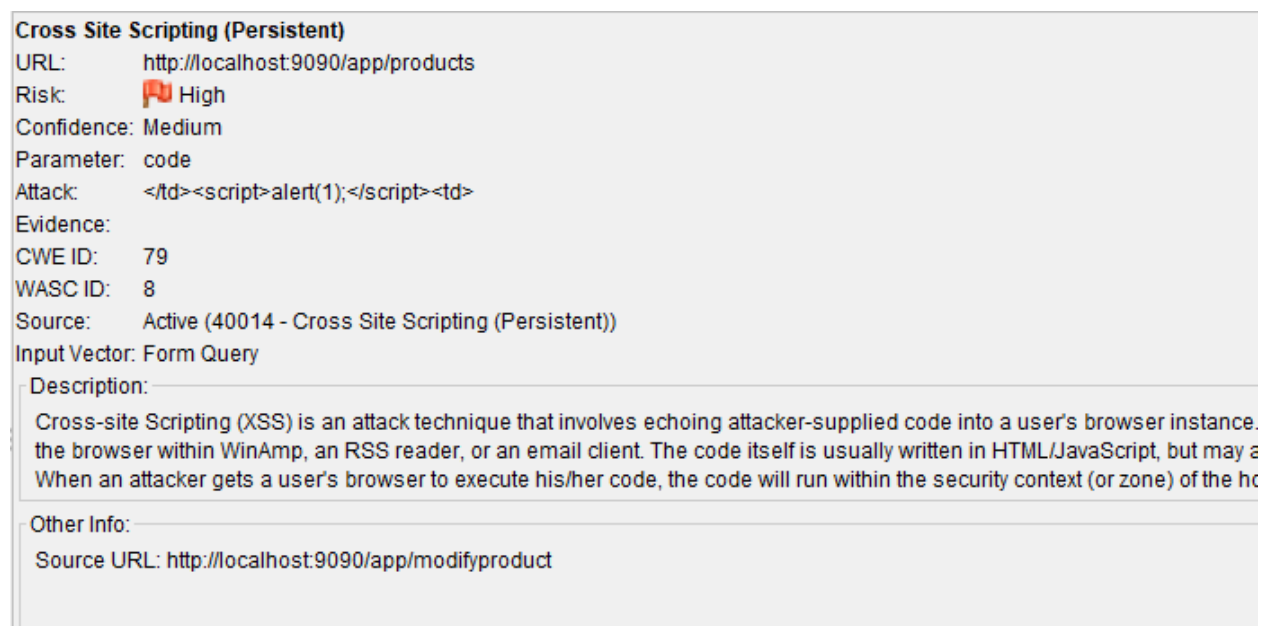 Cross Site Scripting (Persistent)
URL: http://localhost:9090/app/products
Risk: High
Confidence: Medium
Parameter: code
Attack: </td><script>alert(1);</script><td>
Evidence:
CWE ID: 79
WASC ID: 8
Source: Active (40014 - Cross Site Scripting (Persistent))
Input Vector: Form Query
Description:
Cross-site Scripting (XSS) is an attack technique that involves echoing attacker-supplied code into a user's browser instance.
the browser within WinAmp, an RSS reader, or an email client. The code itself is usually written in HTML/JavaScript, but may a
When an attacker gets a user's browser to execute his/her code, the code will run within the security context (or zone) of the ho
Other Info:
Source URL: http://localhost:9090/app/modifyproduct